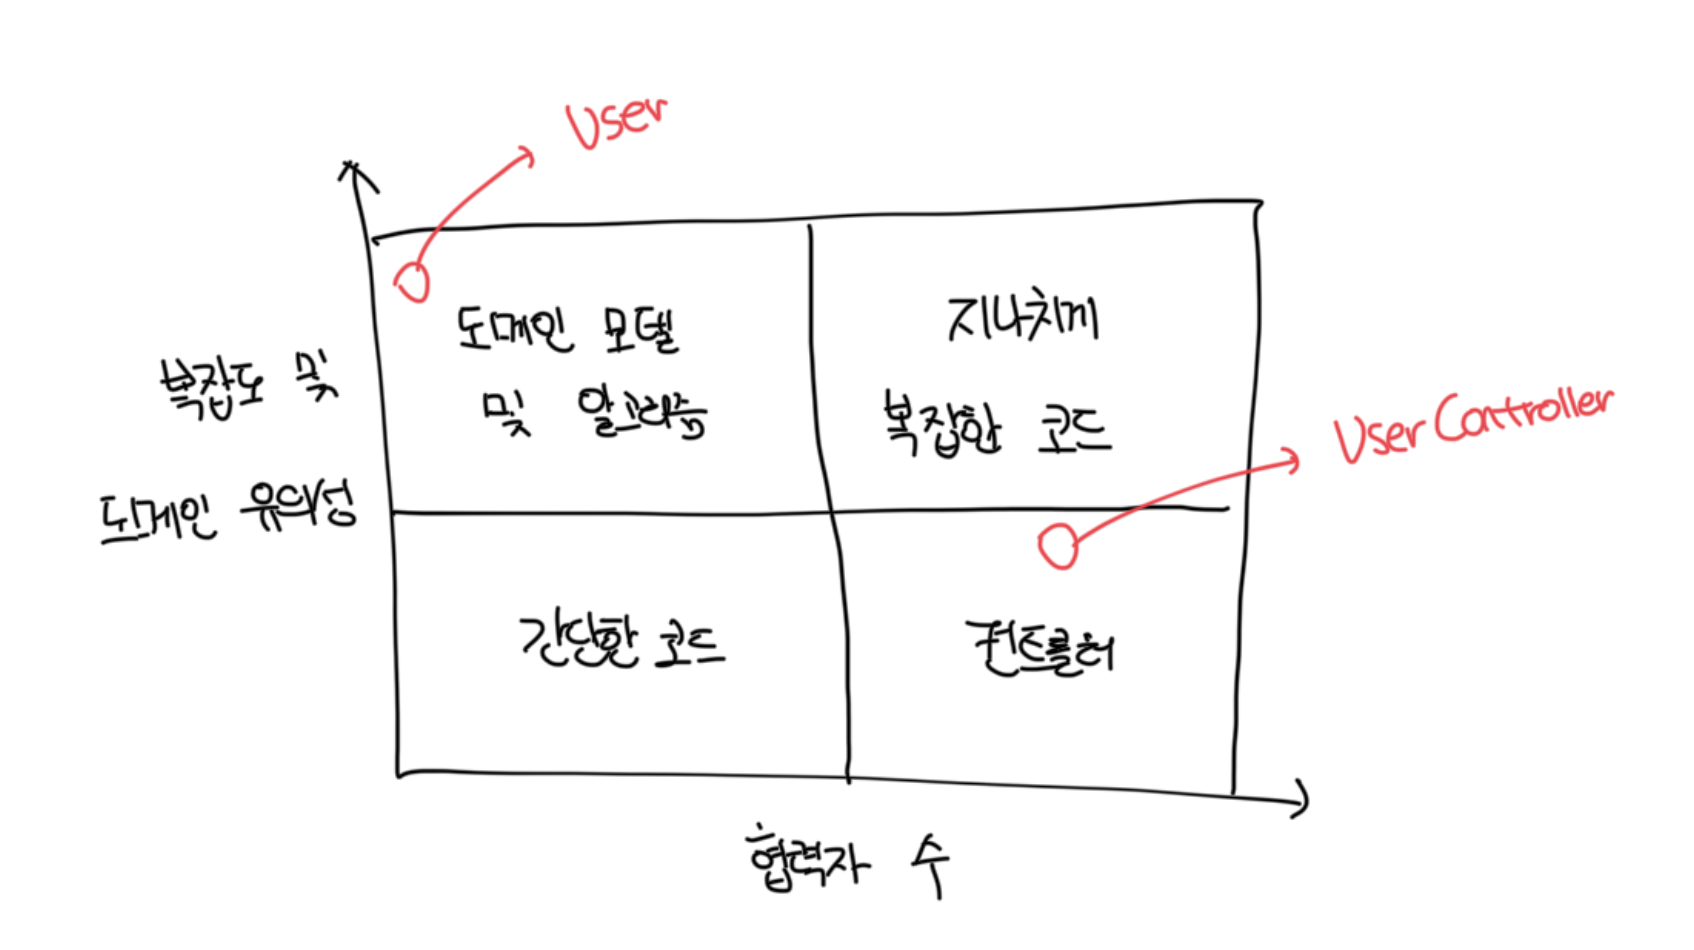 User
도메인 모델
및 알고리즘
지나치게
복잡한 코드
복잡도 및
도메인 유의성
UserController
간단한 코드
컨트롤러
협력자 수